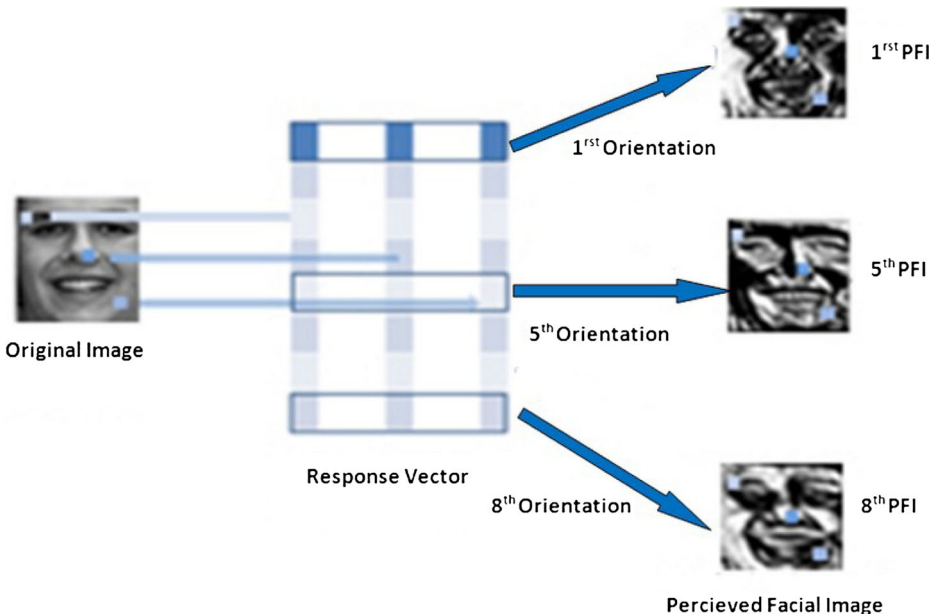 1rst PFI
1rst Orientation
5th PFI
Original Image
5th Orientation
Response Vector
8th Orientation
8th PFI
Percieved Facial Image